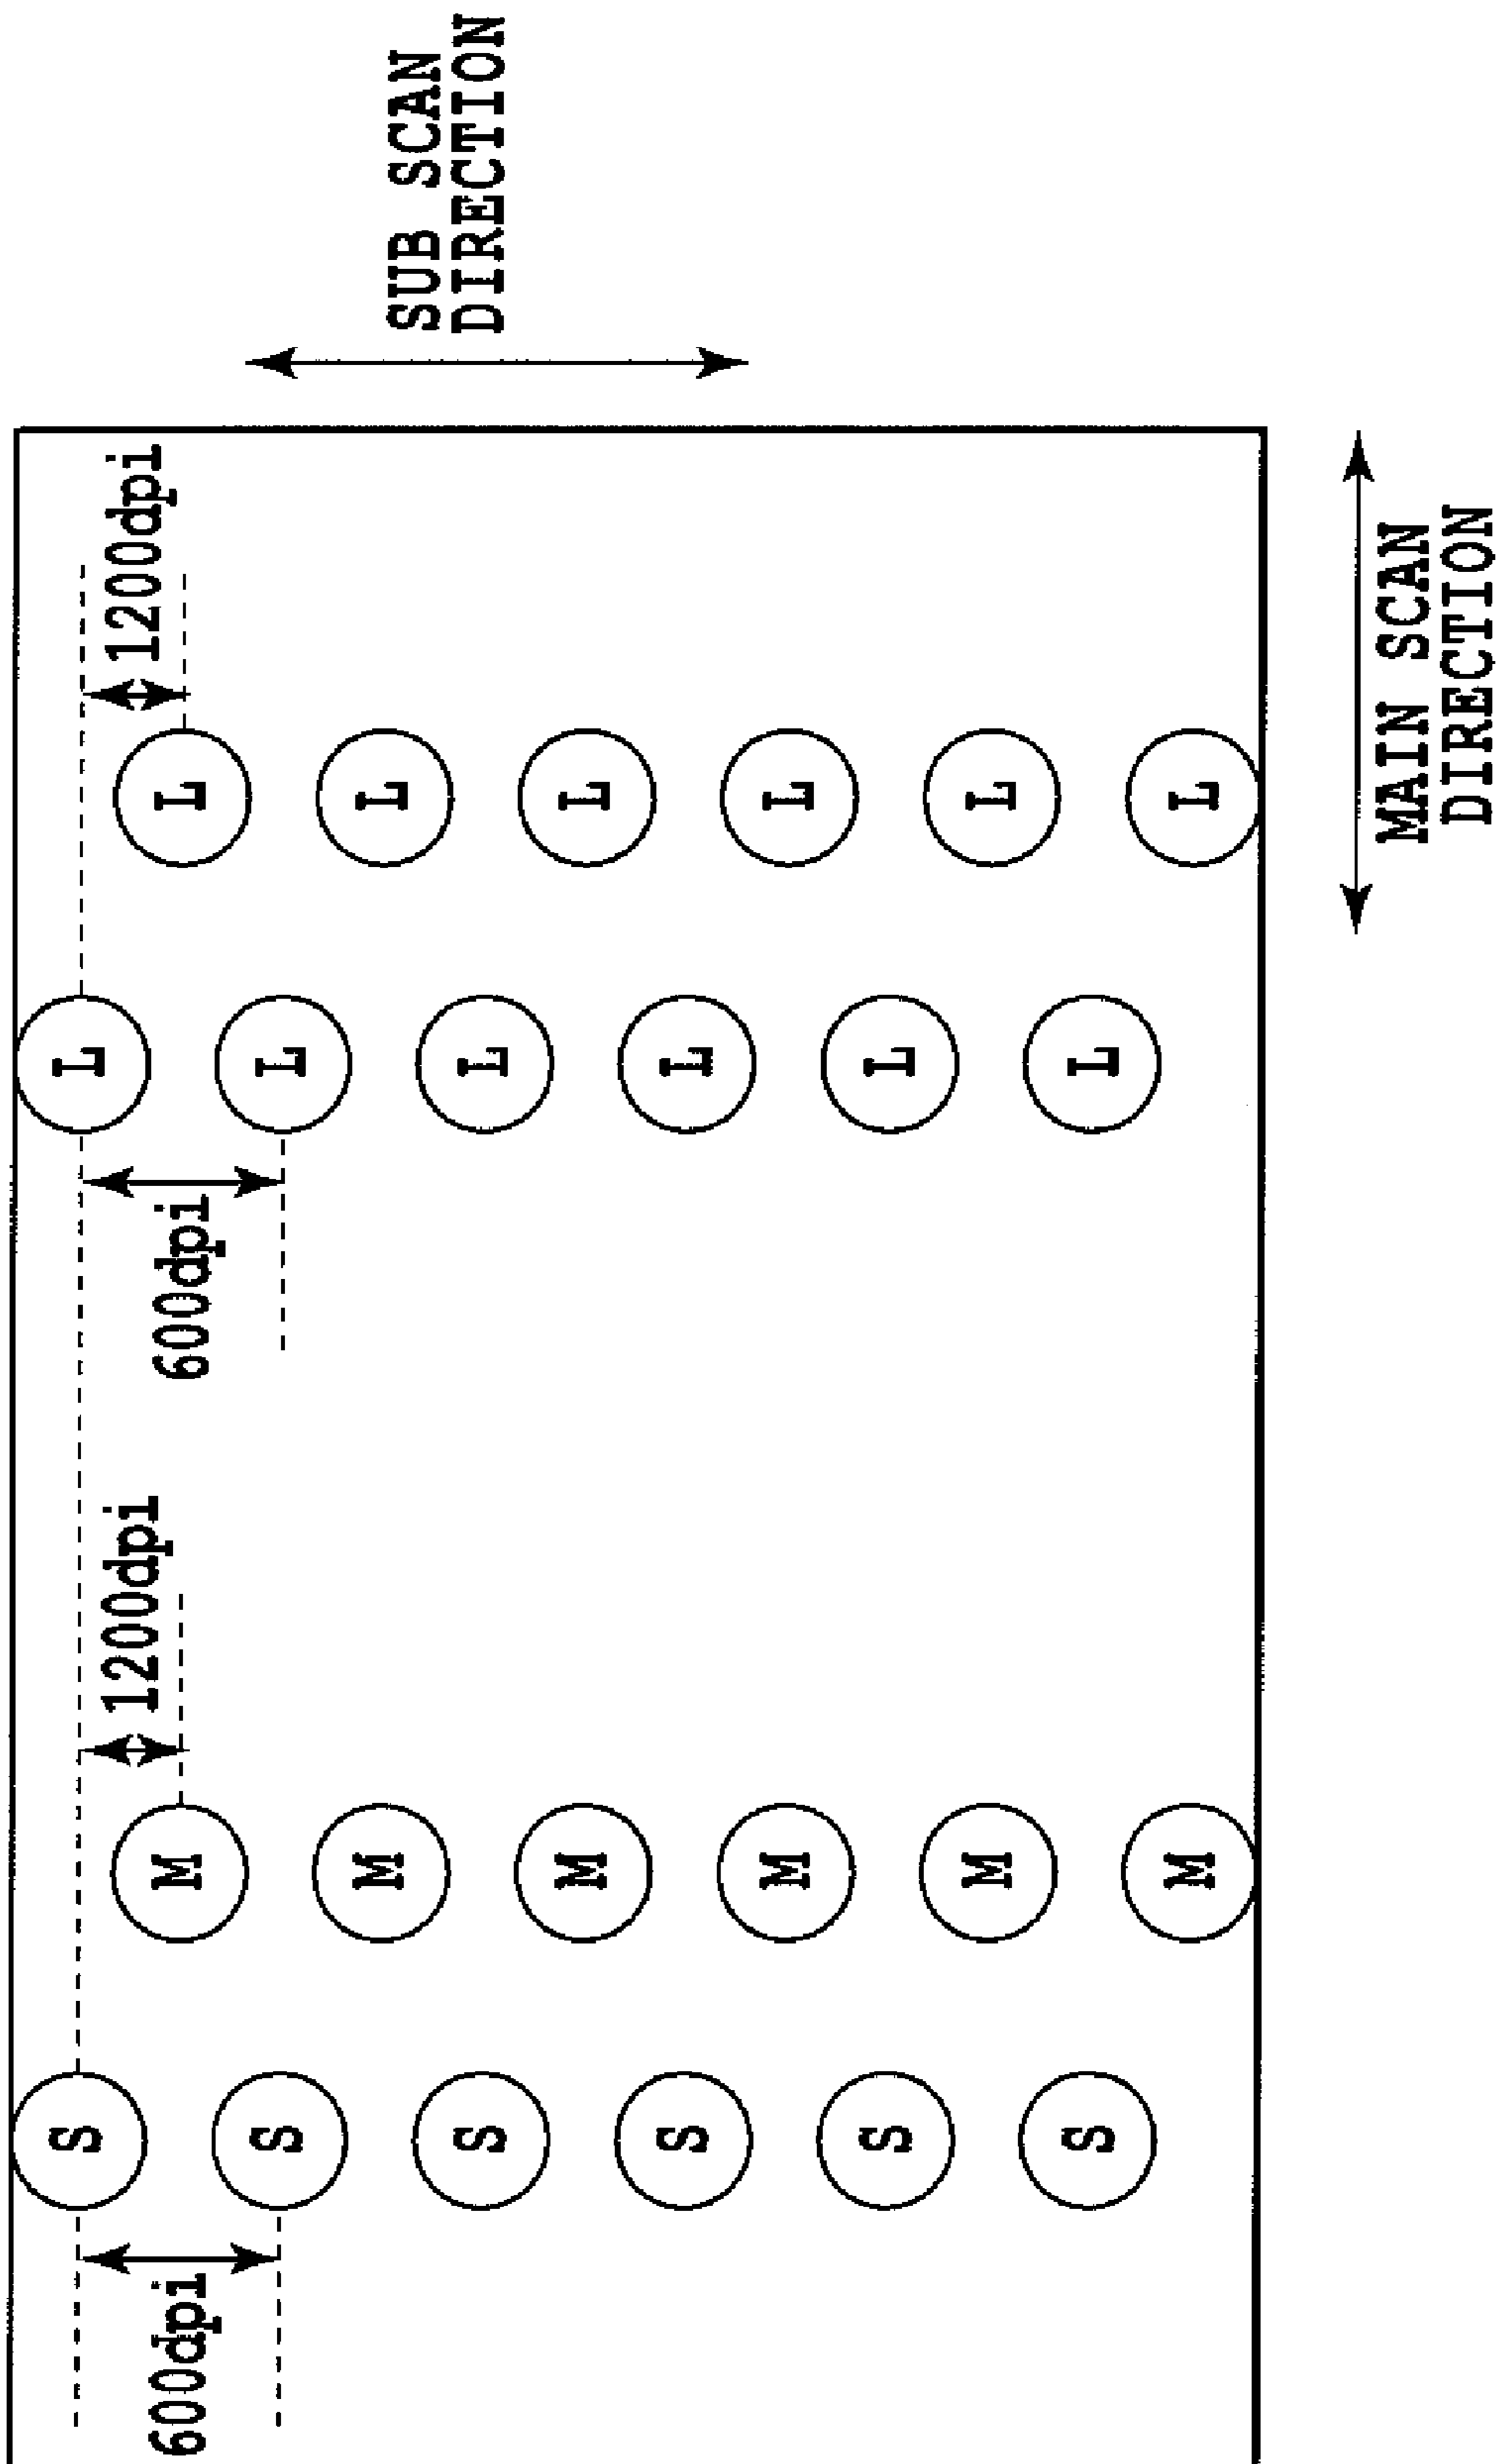 S L
1200dpi 1200dpi
600dpi M 600dpi L
S L
M L
SUB SCAN
DIRECTION
S L
M L
S L
M L
S L
M L
S L
M L
MAIN SCAN
DIRECTION